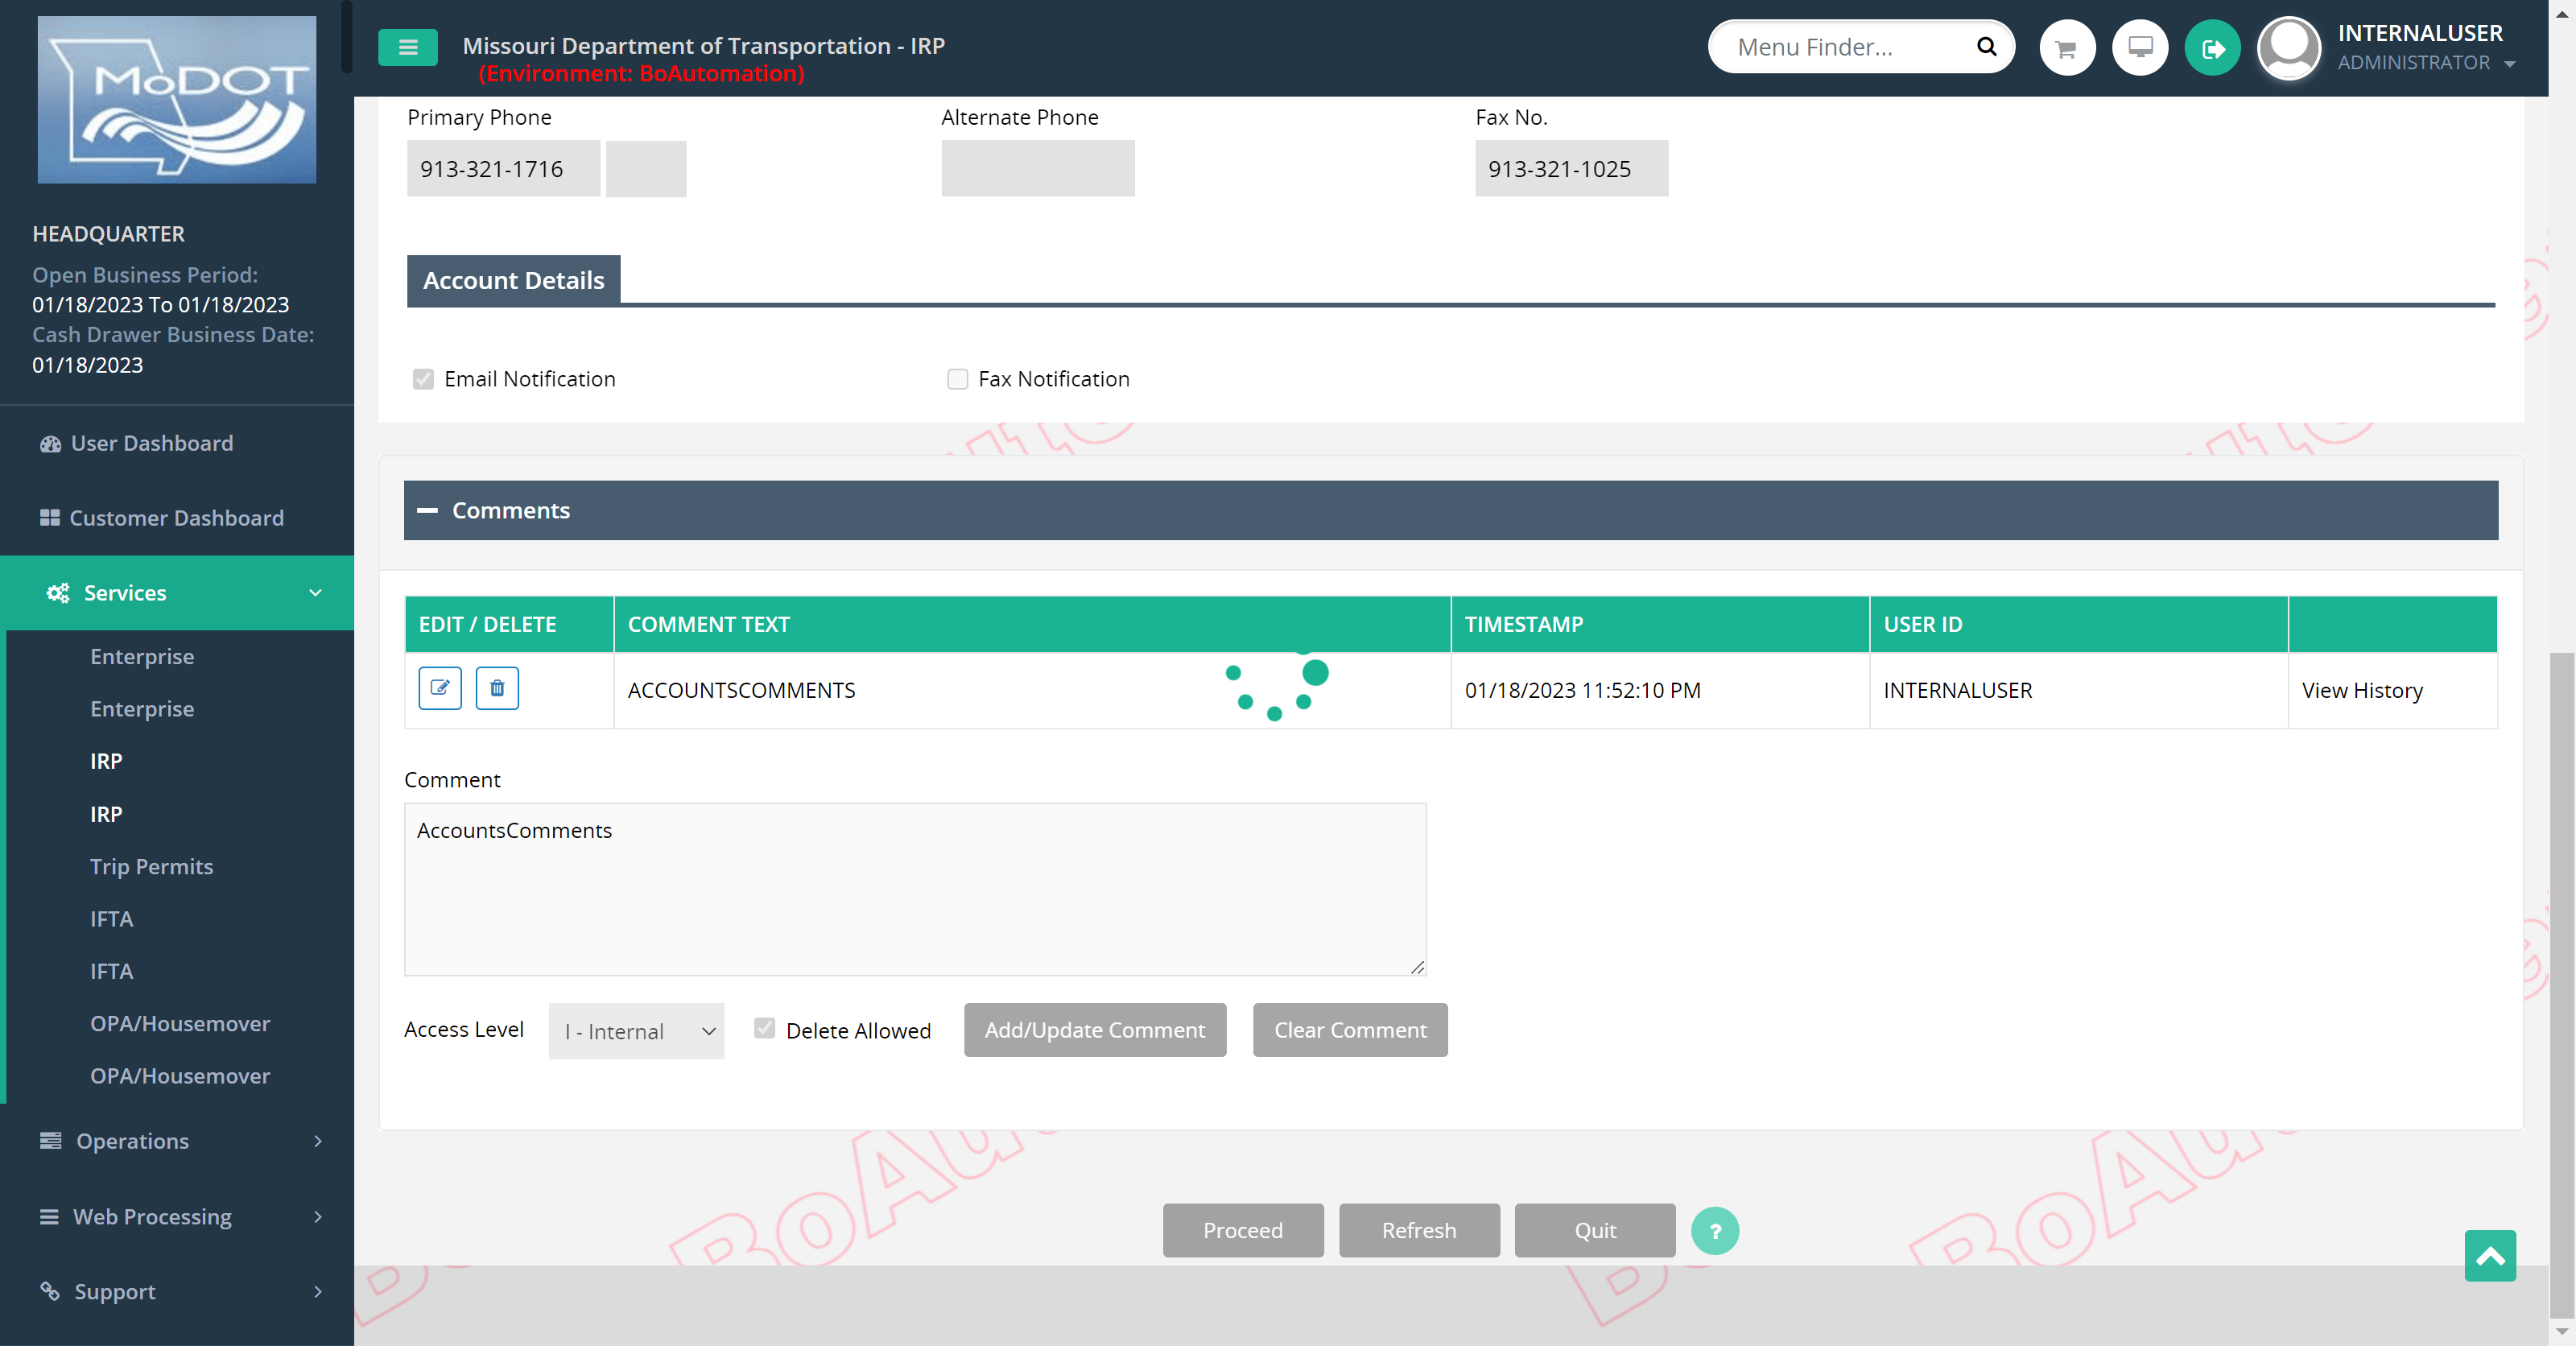 MoDOT
Missouri Department of Transportation - IRP
(Environment: BoAutomation)
Menu Finder...
INTERNALUSER
ADMINISTRATOR
HEADQUARTER
Open Business Period:
01/18/2023 To 01/18/2023
Cash Drawer Business Date:
01/18/2023
User Dashboard
Customer Dashboard
Services
Enterprise
Enterprise
IRP
IRP
Trip Permits
IFTA
IFTA
OPA/Housemover
OPA/Housemover
Operations
Web Processing
Support
Primary Phone
Alternate Phone
Fax No.
913-321-1716
913-321-1025
Account Details
Email Notification
Fax Notification
Comments
EDIT / DELETE
COMMENT TEXT
TIMESTAMP
USER ID
ACCOUNTSCOMMENTS
01/18/2023 11:52:10 PM
INTERNALUSER
View History
Comment
AccountsComments
Access Level
I - Internal
Delete Allowed
Add/Update Comment
Clear Comment
Proceed
Refresh
Quit
?